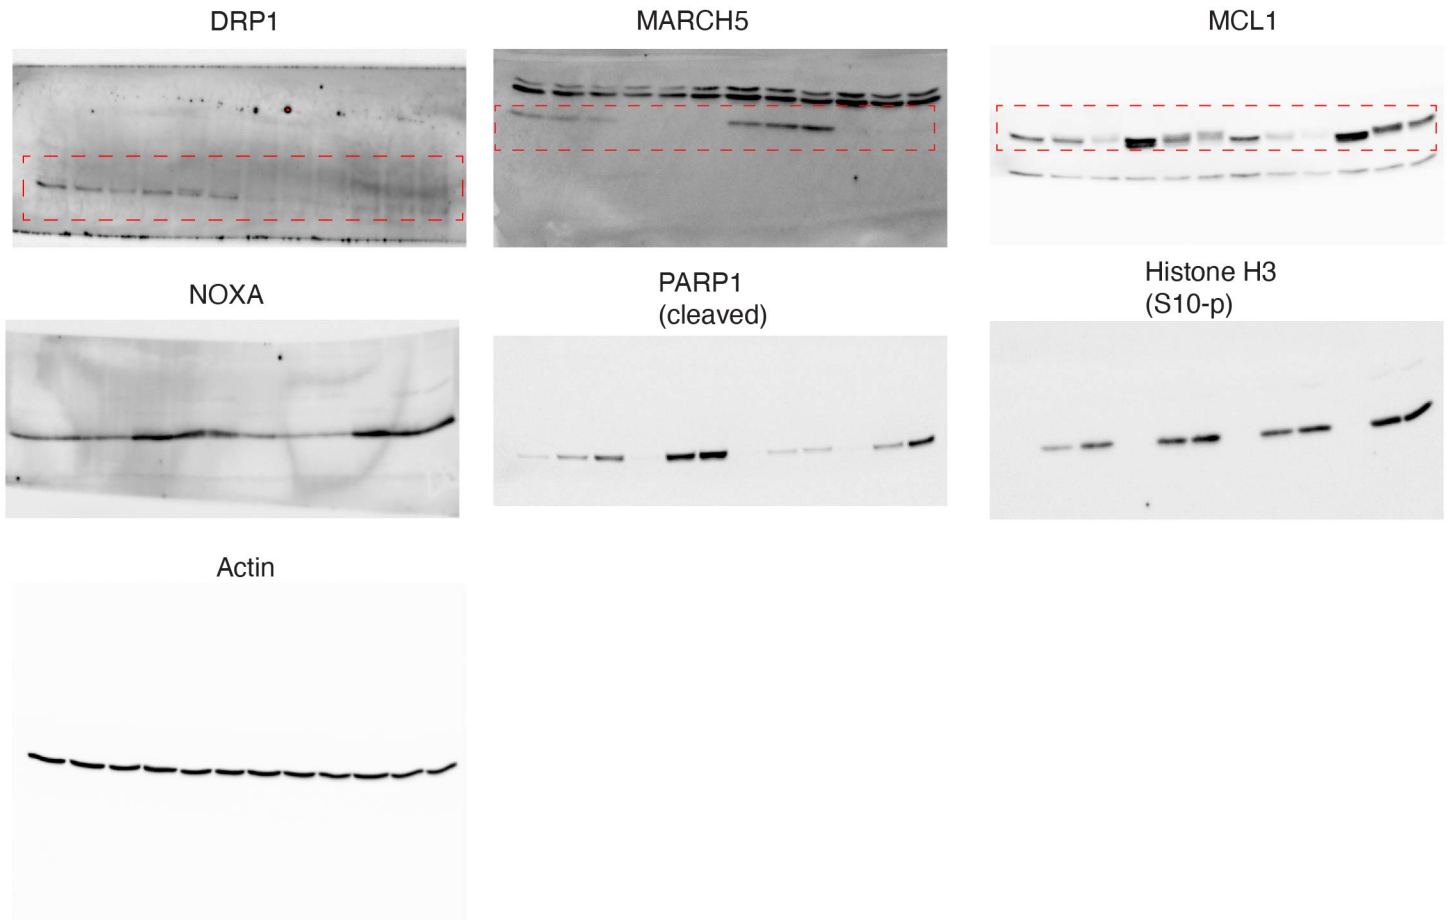 DRP1
MARCH5
MCL1
NOXA
PARP1
(cleaved)
Histone H3
(S10-p)
Actin